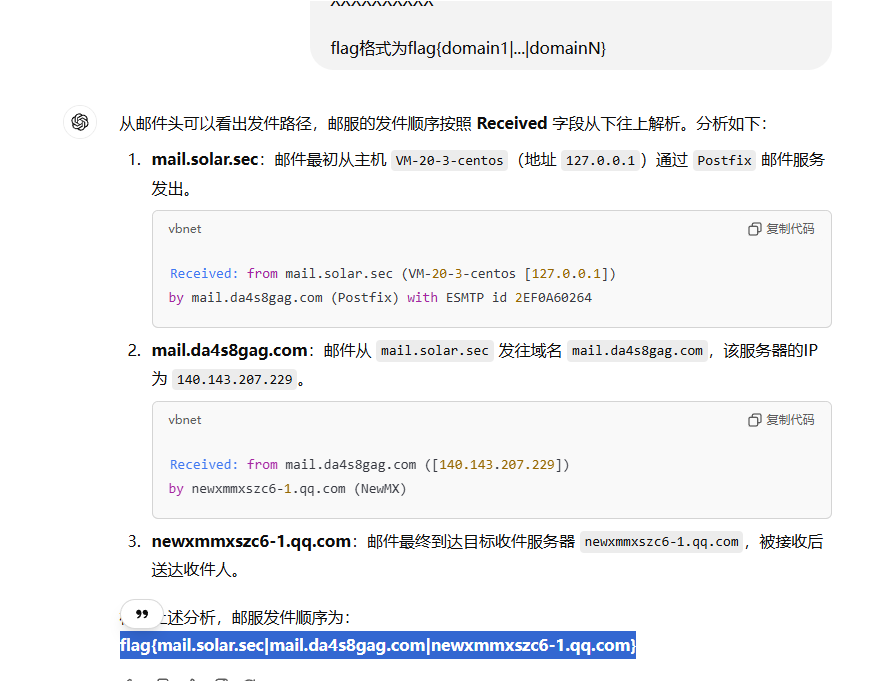 XXXXXXXXXX
flag格式为flag{domain1|...|domainN}
从邮件头可以看出发件路径，邮服的发件顺序按照 Received 字段从下往上解析。分析如下：
1. mail.solar.sec：邮件最初从主机 VM-20-3-centos （地址 127.0.0.1 ）通过 Postfix 邮件服务
发出。
vbnet 复制代码
Received: from mail.solar.sec (VM-20-3-centos [127.0.0.1])
by mail.da4s8gag.com (Postfix) with ESMTP id 2EF0A60264
2. mail.da4s8gag.com：邮件从 mail.solar.sec 发往域名 mail.da4s8gag.com ，该服务器的IP
为 140.143.207.229 。
vbnet 复制代码
Received: from mail.da4s8gag.com ([140.143.207.229])
by newxmmxszc6-1.qq.com (NewMX)
3. newxmmxszc6-1.qq.com：邮件最终到达目标收件服务器 newxmmxszc6-1.qq.com ，被接收后
送达收件人。
上述分析，邮服发件顺序为：
flag{mail.solar.sec|mail.da4s8gag.com|newxmmxszc6-1.qq.com}